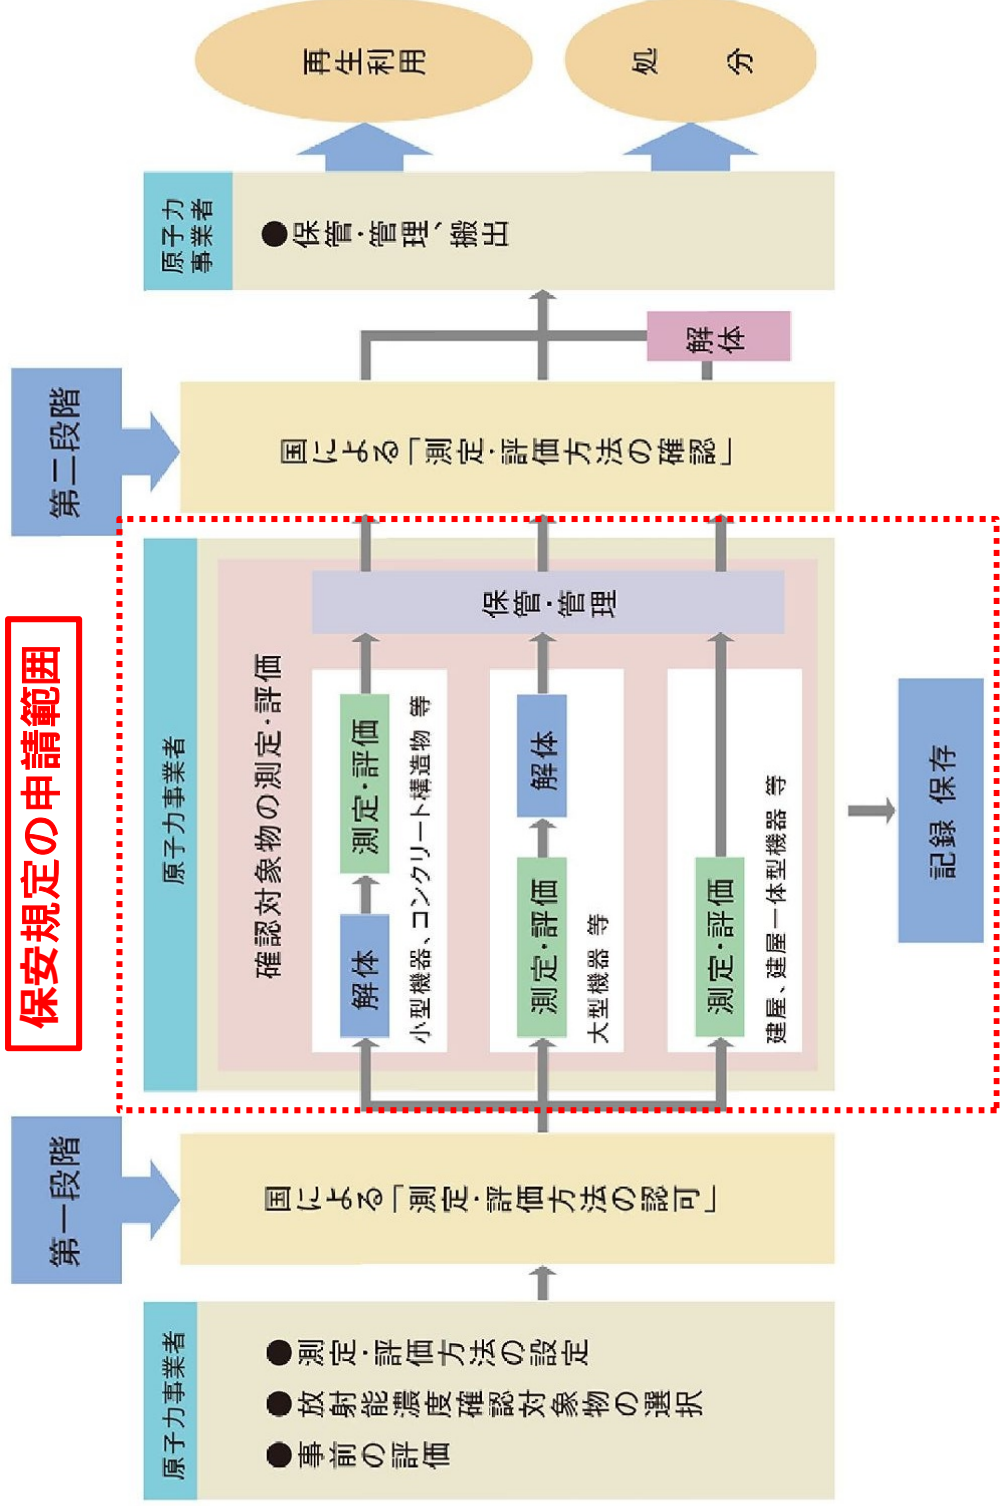 保安規定の申請範囲
第一段階
第二段階
原子力事業者
●測定・評価方法の設定
●放射能濃度確認対象物の選択
●事前の評価
国による「測定・評価方法の認可」
原子力事業者
確認対象物の測定・評価
解体
測定・評価
小型機器、コンクリート構造物 等
測定・評価
解体
大型機器 等
測定・評価
建屋、建屋一体型機器 等
保管・管理
記録 保存
国による「測定・評価方法の確認」
解体
原子力
事業者
●保管・管理、搬出
再生利用
処 分